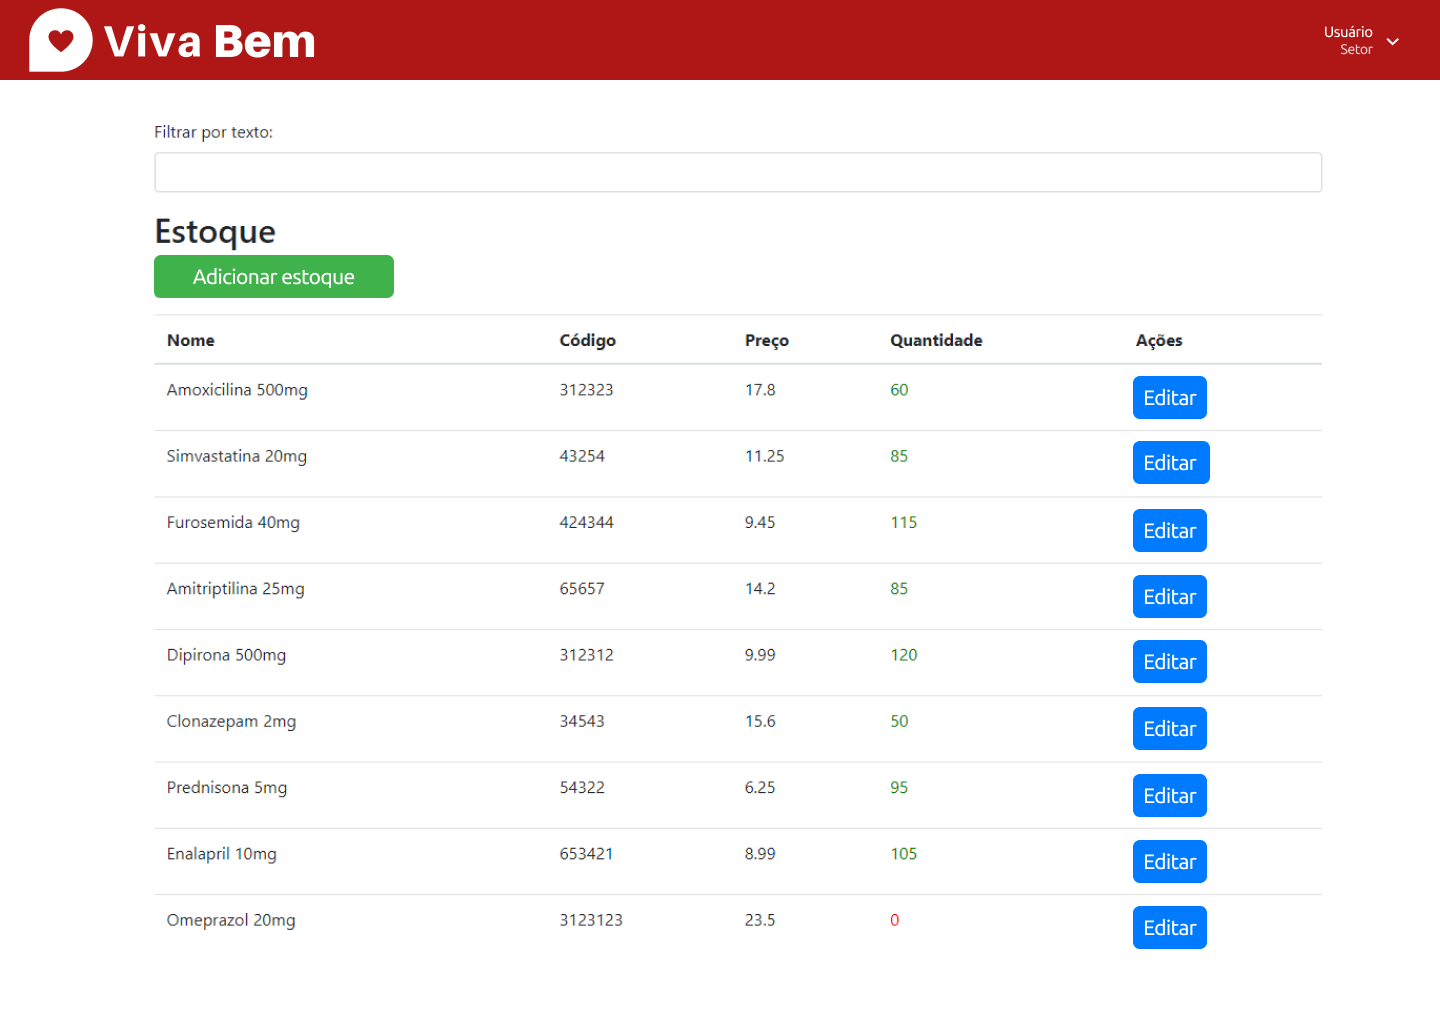 Viva Bem
Usuário
Setor
Filtrar por texto:
Estoque
Adicionar estoque
Nome Código Preço Quantidade Ações
Amoxicilina 500mg 312323 17.8 60 Editar
Simvastatina 20mg 43254 11.25 85 Editar
Furosemida 40mg 424344 9.45 115 Editar
Amitriptilina 25mg 65657 14.2 85 Editar
Dipirona 500mg 312312 9.99 120 Editar
Clonazepam 2mg 34543 15.6 50 Editar
Prednisona 5mg 54322 6.25 95 Editar
Enalapril 10mg 653421 8.99 105 Editar
Omeprazol 20mg 3123123 23.5 0 Editar